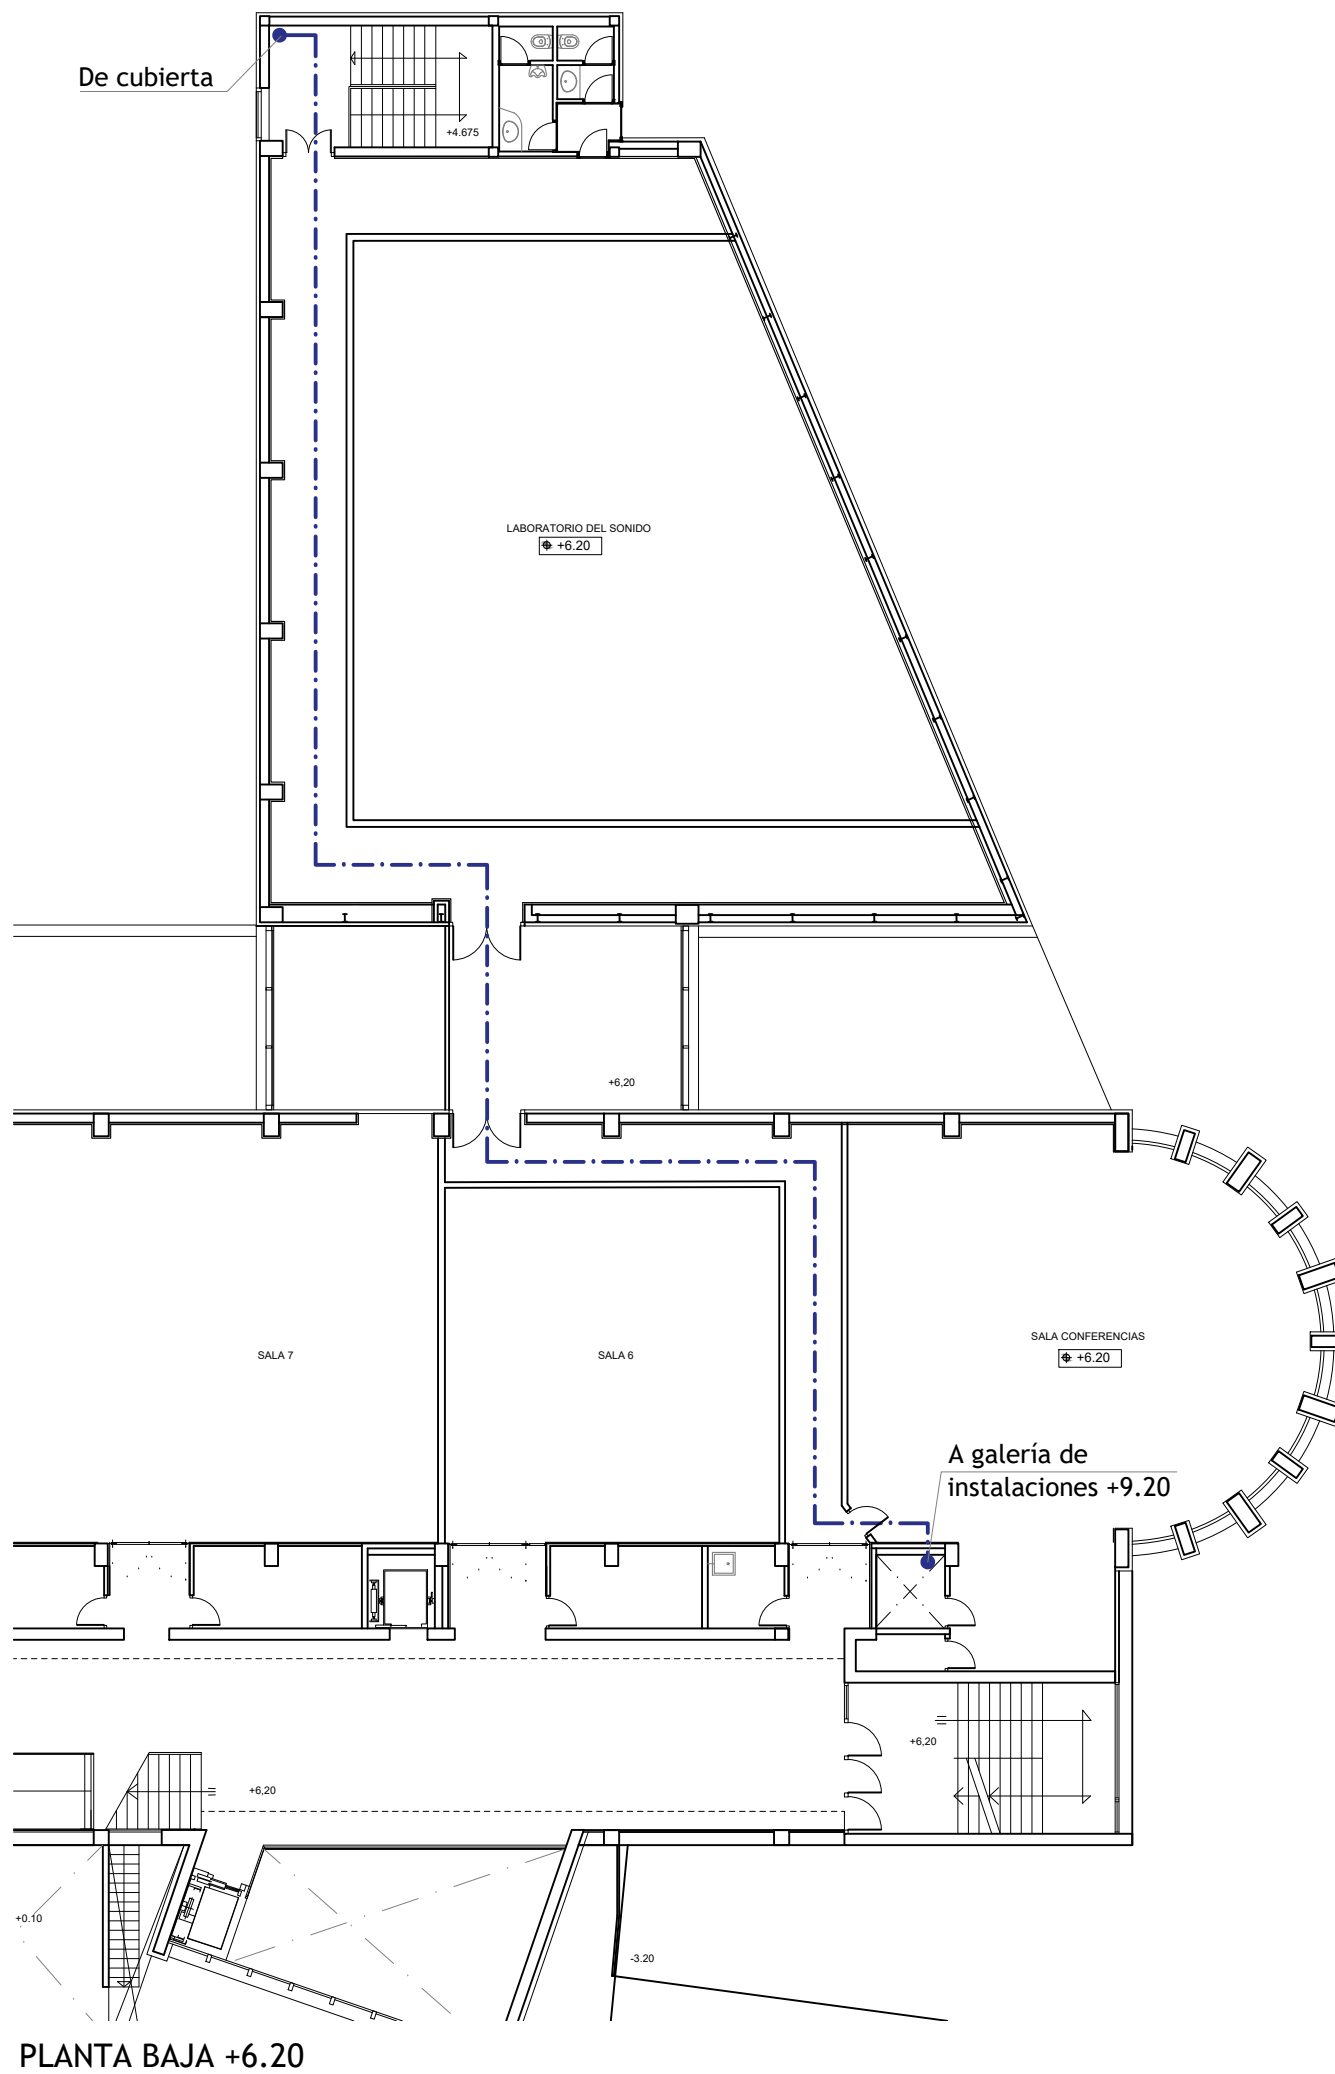 De cubierta
+4.675
LABORATORIO DEL SONIDO
+6.20
+6,20
SALA 7
SALA 6
SALA CONFERENCIAS
+6.20
A galería de
instalaciones +9.20
+6,20
+6,20
+0.10
-3.20
PLANTA BAJA +6.20